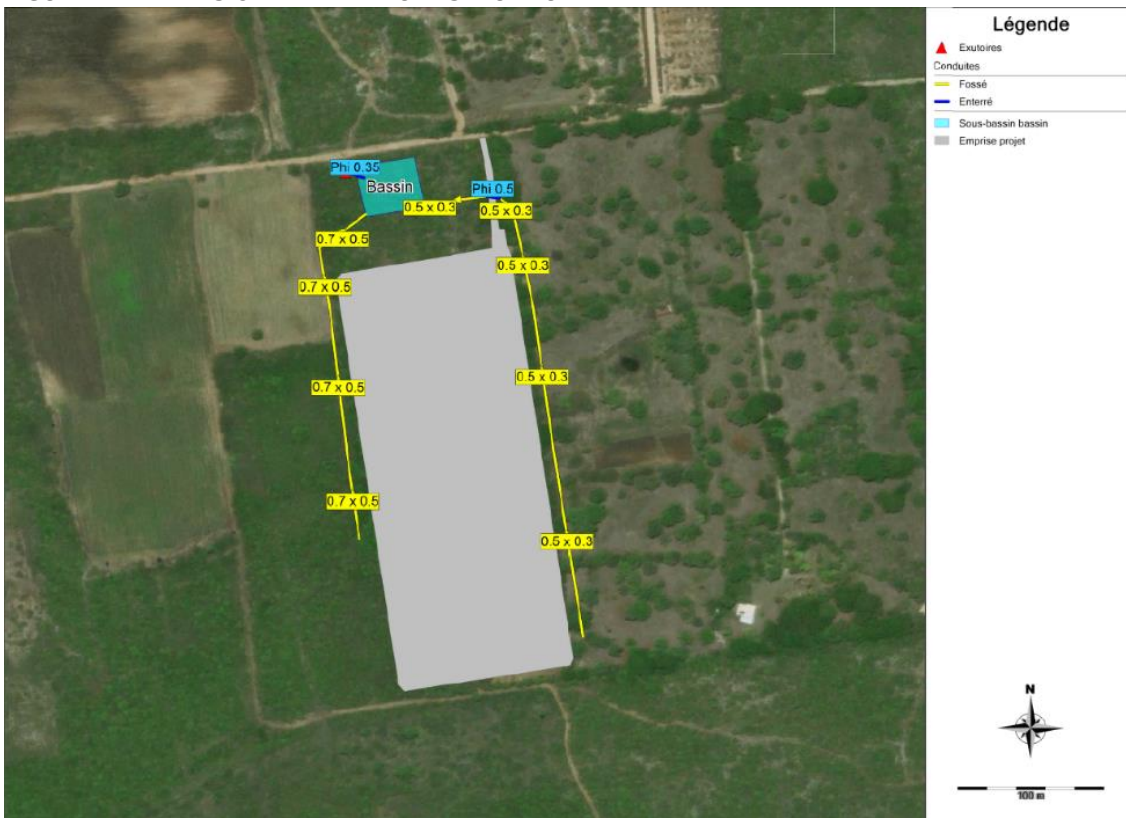 Légende
Exutoires
Conduites
Fossé
Enterré
Sous-bassin bassin
Emprise projet
Phi 0.35
Bassin
Phi 0.5
0.5 x 0.3
0.5 x 0.3
0.7 x 0.5
0.5 x 0.3
0.7 x 0.5
0.5 x 0.3
0.7 x 0.5
0.7 x 0.5
0.5 x 0.3
N
100 m